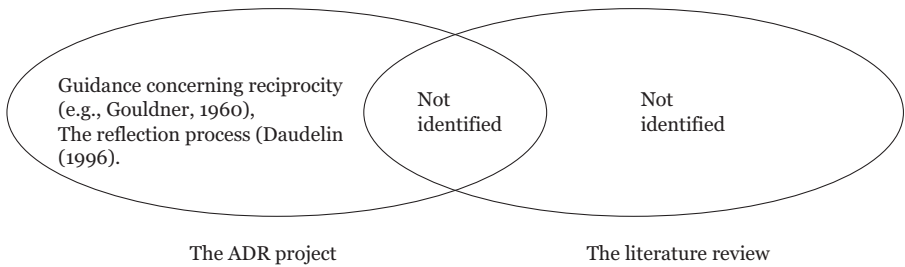 Guidance concerning reciprocity
(e.g., Gouldner, 1960),
The reflection process (Daudelin
(1996).
Not
identified
Not
identified
The ADR project
The literature review